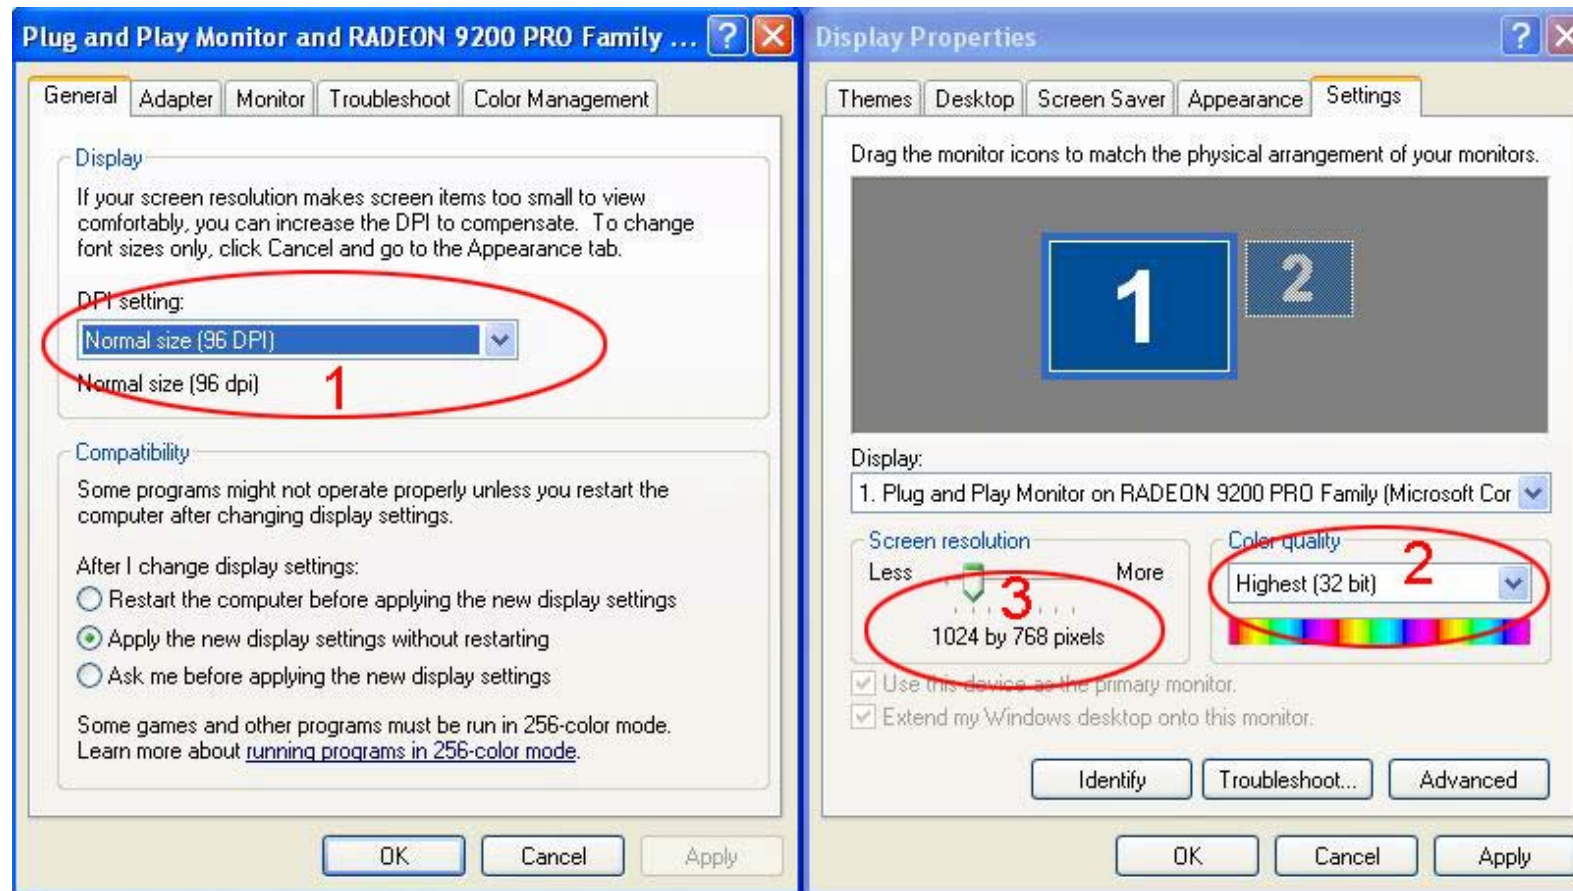 Plug and Play Monitor and RADEON 9200 PRO Family ...
General Adapter Monitor Troubleshoot Color Management
Display
If your screen resolution makes screen items too small to view
comfortably, you can increase the DPI to compensate. To change
font sizes only, click Cancel and go to the Appearance tab.
DPI setting:
Normal size (96 DPI)
Normal size (96 dpi)
1
Compatibility
Some programs might not operate properly unless you restart the
computer after changing display settings.
After I change display settings:
Restart the computer before applying the new display settings
Apply the new display settings without restarting
Ask me before applying the new display settings
Some games and other programs must be run in 256-color mode.
Learn more about running programs in 256-color mode.
OK Cancel Apply
Display Properties
Themes Desktop Screen Saver Appearance Settings
Drag the monitor icons to match the physical arrangement of your monitors.
1 2
Display:
1. Plug and Play Monitor on RADEON 9200 PRO Family (Microsoft Cor
Screen resolution
Less More
3
1024 by 768 pixels
Color quality
2
Highest (32 bit)
Use this device as the primary monitor.
Extend my Windows desktop onto this monitor.
Identify Troubleshoot... Advanced
OK Cancel Apply